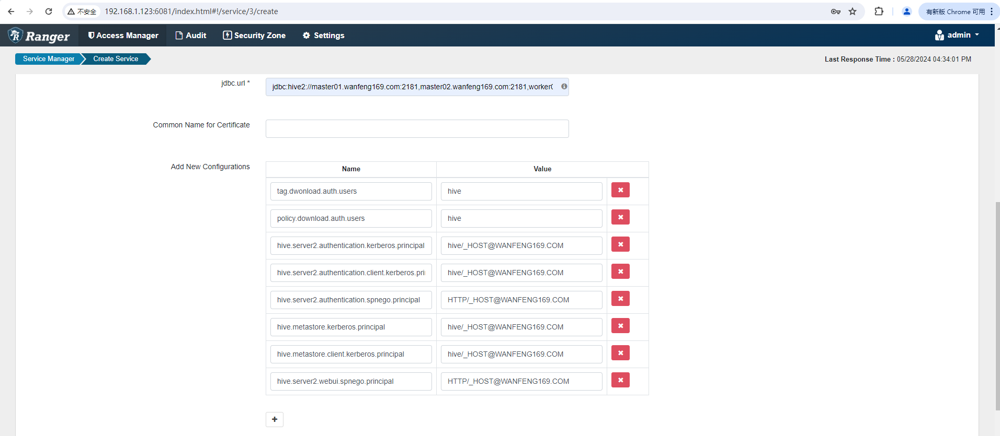 不安全 192.168.1.123:6081/index.html#!/service/3/create 有新版 Chrome 可用
Ranger Access Manager Audit Security Zone Settings admin
Service Manager Create Service Last Response Time : 05/28/2024 04:34:01 PM
jdbc.url * jdbc:hive2://master01.wanfeng169.com:2181,master02.wanfeng169.com:2181,worker
Common Name for Certificate
Add New Configurations Name Value
tag.dwonload.auth.users hive
policy.download.auth.users hive
hive.server2.authentication.kerberos.principal hive/_HOST@WANFENG169.COM
hive.server2.authentication.client.kerberos.pri hive/_HOST@WANFENG169.COM
hive.server2.authentication.spnego.principal HTTP/_HOST@WANFENG169.COM
hive.metastore.kerberos.principal hive/_HOST@WANFENG169.COM
hive.metastore.client.kerberos.principal hive/_HOST@WANFENG169.COM
hive.server2.webui.spnego.principal HTTP/_HOST@WANFENG169.COM